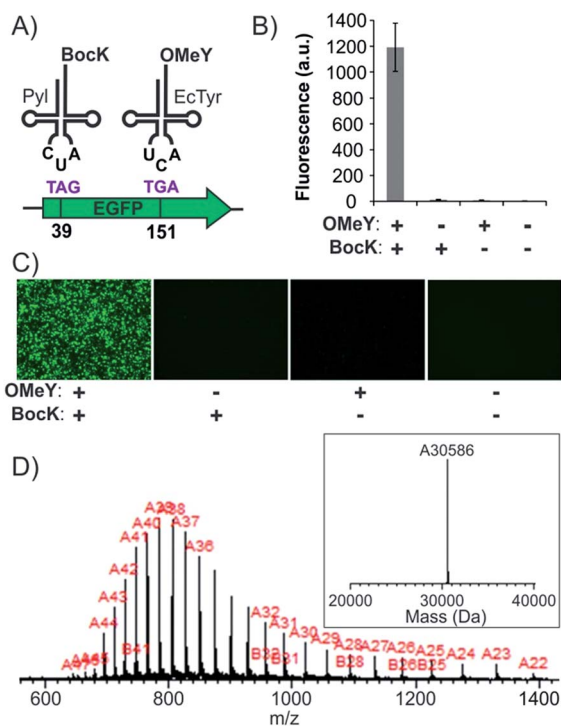 A)
BocK OMeY
Pyl EcTyr
C U A U C A
TAG TGA
EGFP
39 151
B)
Fluorescence (a.u.)
1400
1200
1000
800
600
400
200
0
OMeY: + - + -
BocK: + + - -
C)
OMeY: + - + -
BocK: + + - -
D)
A30586
20000 30000 40000
Mass (Da)
A38
A40 A37
A41
A36
A42
A43
A44 A32
A31
A30 A29 A28 A27 A26 A25 A24 A23 A22
B41 B32 B31 B28 B26 B25
600 800 1000 1200 1400
m/z